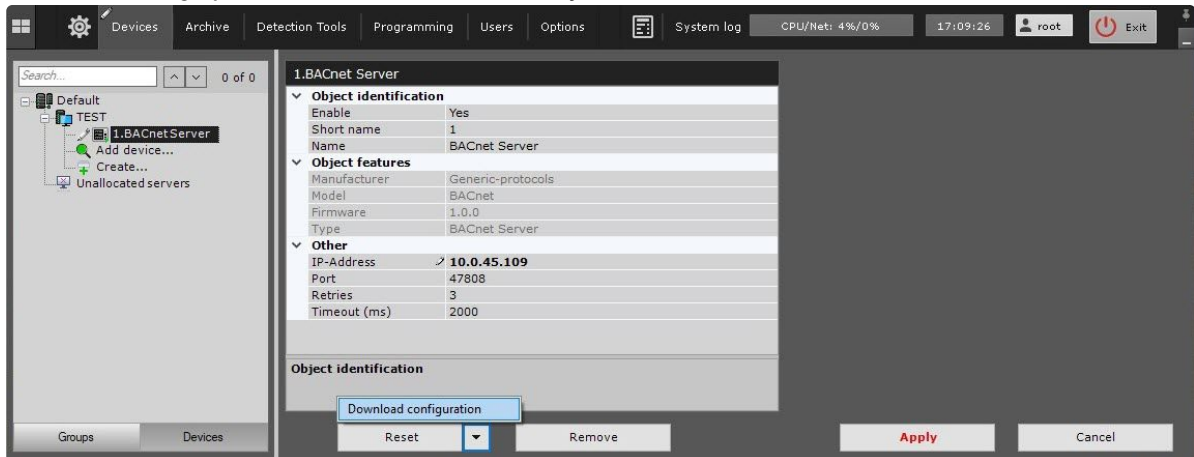 Devices Archive Detection Tools Programming Users Options System log CPU/Net: 4%/0% 17:09:26 root Exit
Search... 0 of 0
Default
TEST
1.BACnet Server
Add device...
Create...
Unallocated servers
Groups Devices
1.BACnet Server
Object identification
Enable Yes
Short name 1
Name BACnet Server
Object features
Manufacturer Generic-protocols
Model BACnet
Firmware 1.0.0
Type BACnet Server
Other
IP-Address 10.0.45.109
Port 47808
Retries 3
Timeout (ms) 2000
Object identification
Download configuration
Reset Remove Apply Cancel